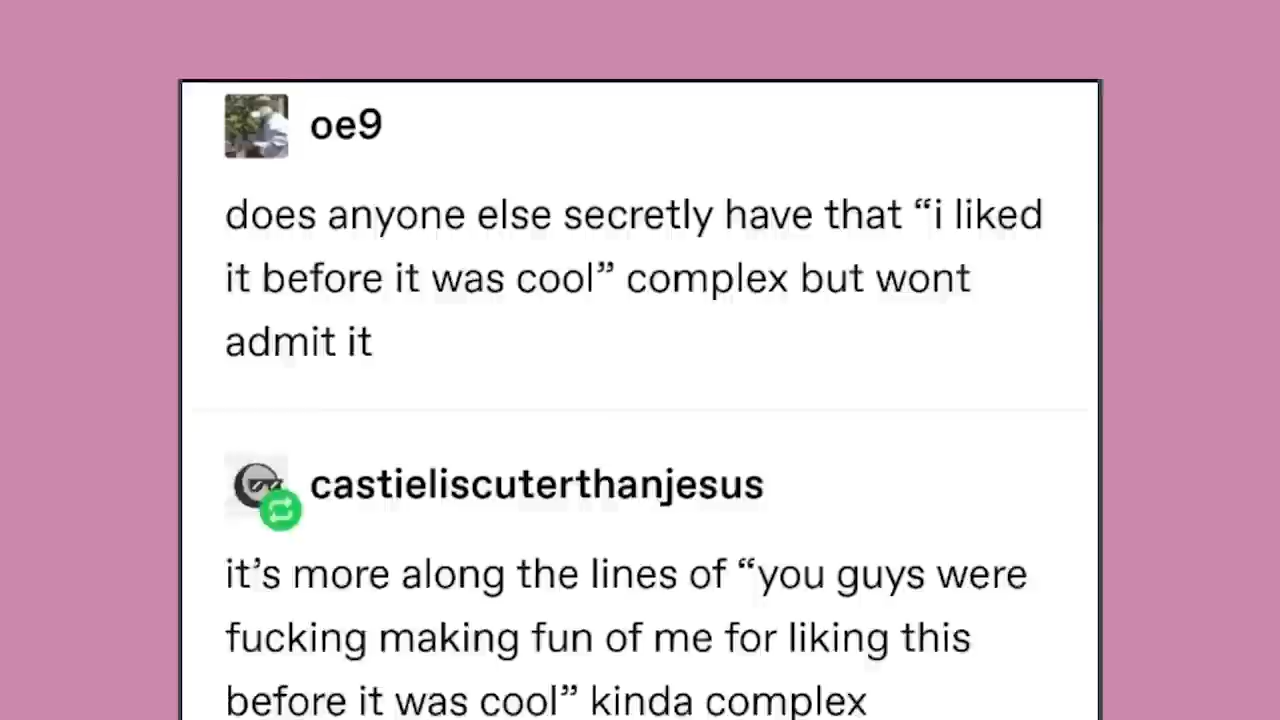 oe9
does anyone else secretly have that “i liked
it before it was cool” complex but wont
admit it
castieliscuterthanjesus
it’s more along the lines of “you guys were
fucking making fun of me for liking this
before it was cool” kinda complex